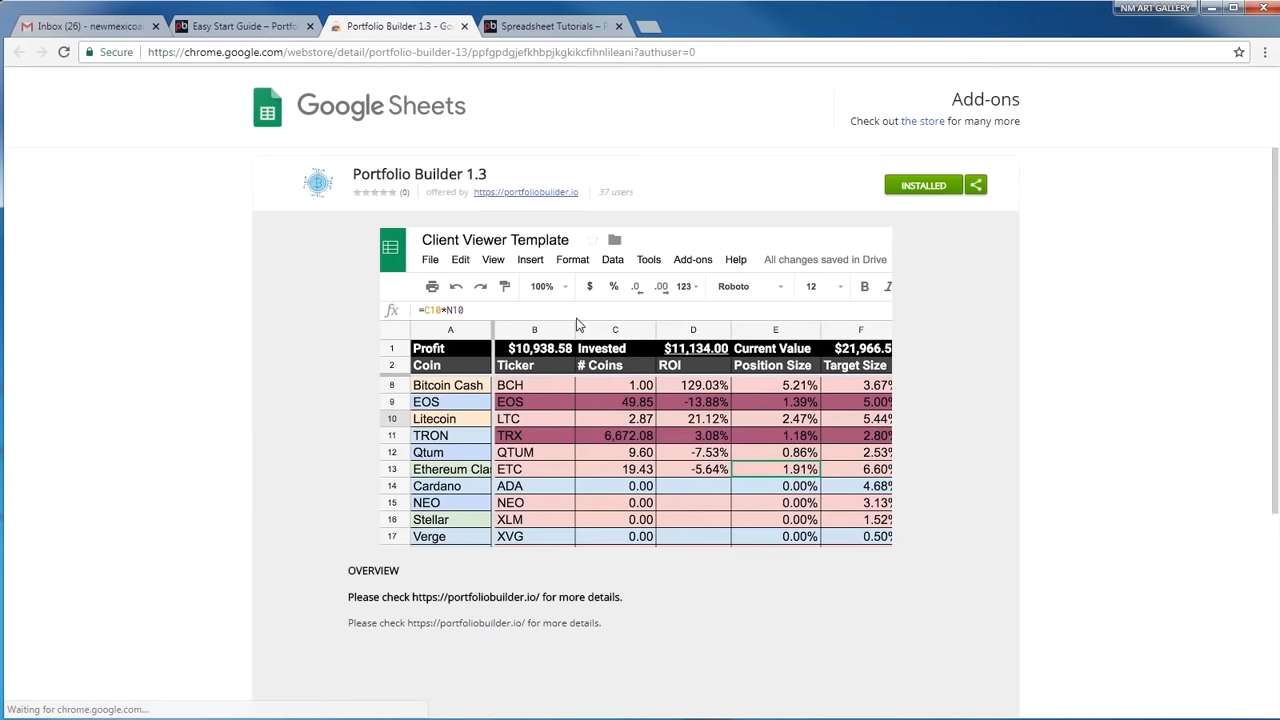 NM ART GALLERY
Inbox (26) - newmexicoa
Easy Start Guide – Portfo
Portfolio Builder 1.3 - Go
Spreadsheet Tutorials – P
Secure
https://chrome.google.com/webstore/detail/portfolio-builder-13/ppfgpdgjefkhbpjkgkikcfihnlileani?authuser=0
Google Sheets
Add-ons
Check out the store for many more
Portfolio Builder 1.3
(0) offered by https://portfoliobuilder.io 37 users
INSTALLED
Client Viewer Template
File Edit View Insert Format Data Tools Add-ons Help All changes saved in Drive
100% $ % .0 .00 123 Roboto 12 B I
fx =C10*N10
A B C D E F
1 Profit $10,938.58 Invested $11,134.00 Current Value $21,966.5
2 Coin Ticker # Coins ROI Position Size Target Size
8 Bitcoin Cash BCH 1.00 129.03% 5.21% 3.67%
9 EOS EOS 49.85 -13.88% 1.39% 5.00%
10 Litecoin LTC 2.87 21.12% 2.47% 5.44%
11 TRON TRX 6,672.08 3.08% 1.18% 2.80%
12 Qtum QTUM 9.60 -7.53% 0.86% 2.53%
13 Ethereum Clas ETC 19.43 -5.64% 1.91% 6.60%
14 Cardano ADA 0.00 0.00% 4.68%
15 NEO NEO 0.00 0.00% 3.13%
16 Stellar XLM 0.00 0.00% 1.52%
17 Verge XVG 0.00 0.00% 0.50%
OVERVIEW
Please check https://portfoliobuilder.io/ for more details.
Please check https://portfoliobuilder.io/ for more details.
Waiting for chrome.google.com...